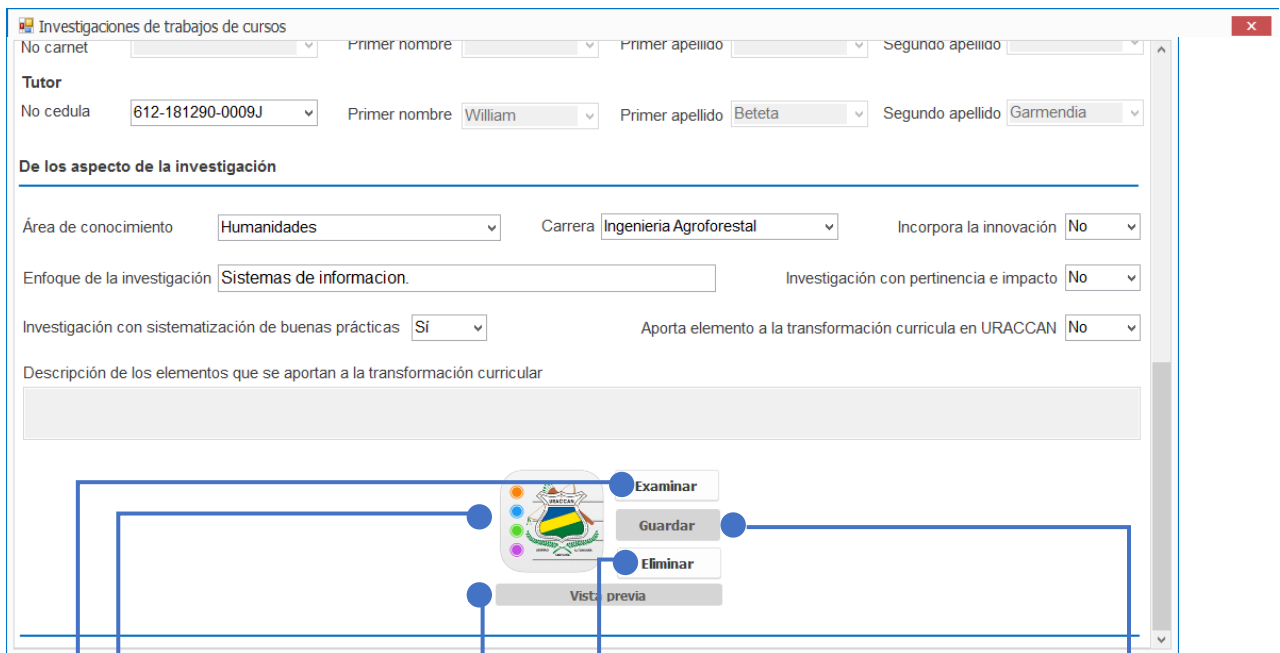 Investigaciones de trabajos de cursos
No carnet Primer nombre Primer apellido Segundo apellido
Tutor
No cedula 612-181290-0009J Primer nombre William Primer apellido Beteta Segundo apellido Garmendia
De los aspecto de la investigación
Área de conocimiento Humanidades Carrera Ingenieria Agroforestal Incorpora la innovación No
Enfoque de la investigación Sistemas de informacion. Investigación con pertinencia e impacto No
Investigación con sistematización de buenas prácticas Sí Aporta elemento a la transformación curricula en URACCAN No
Descripción de los elementos que se aportan a la transformación curricular
Examinar
URACCAN
Guardar
Eliminar
Vista previa